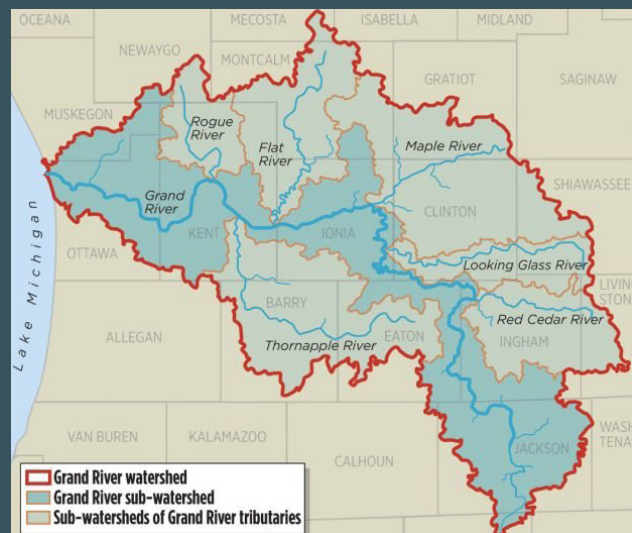 OCEANA
MECOSTA
ISABELLA
MIDLAND
NEWAYGO
MONTCALM
GRATIOT
SAGINAW
MUSKEGON
Rogue
River
Flat
River
Maple River
SHIAWASSEE
Grand
River
CLINTON
Lake Michigan
KENT
IONIA
OTTAWA
Looking Glass River
LIVING
STON
BARRY
Red Cedar River
ALLEGAN
Thornapple River
EATON
INGHAM
VAN BUREN
KALAMAZOO
CALHOUN
JACKSON
WASH
TENA
Grand River watershed
Grand River sub-watershed
Sub-watersheds of Grand River tributaries